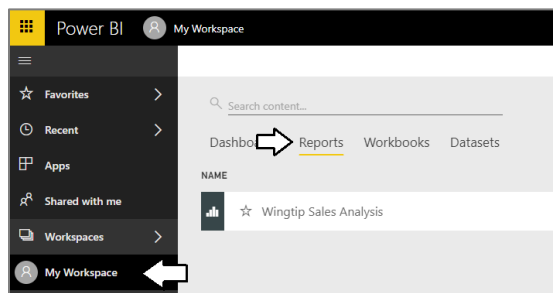 Power BI My Workspace
Favorites
Recent
Apps
Shared with me
Workspaces
My Workspace
Search content...
Reports Workbooks Datasets
NAME
Wingtip Sales Analysis